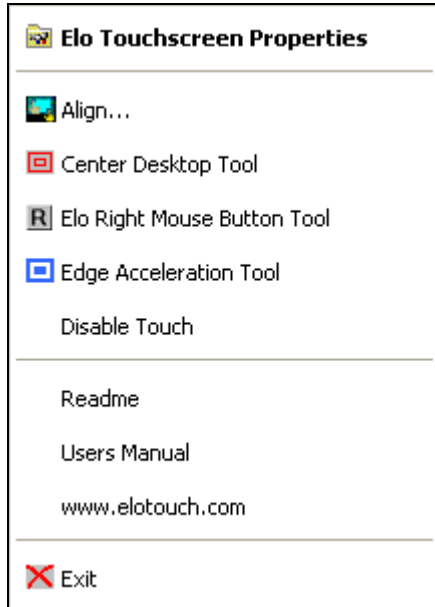 Elo Touchscreen Properties
Align...
Center Desktop Tool
R Elo Right Mouse Button Tool
Edge Acceleration Tool
Disable Touch
Readme
Users Manual
www.elotouch.com
Exit